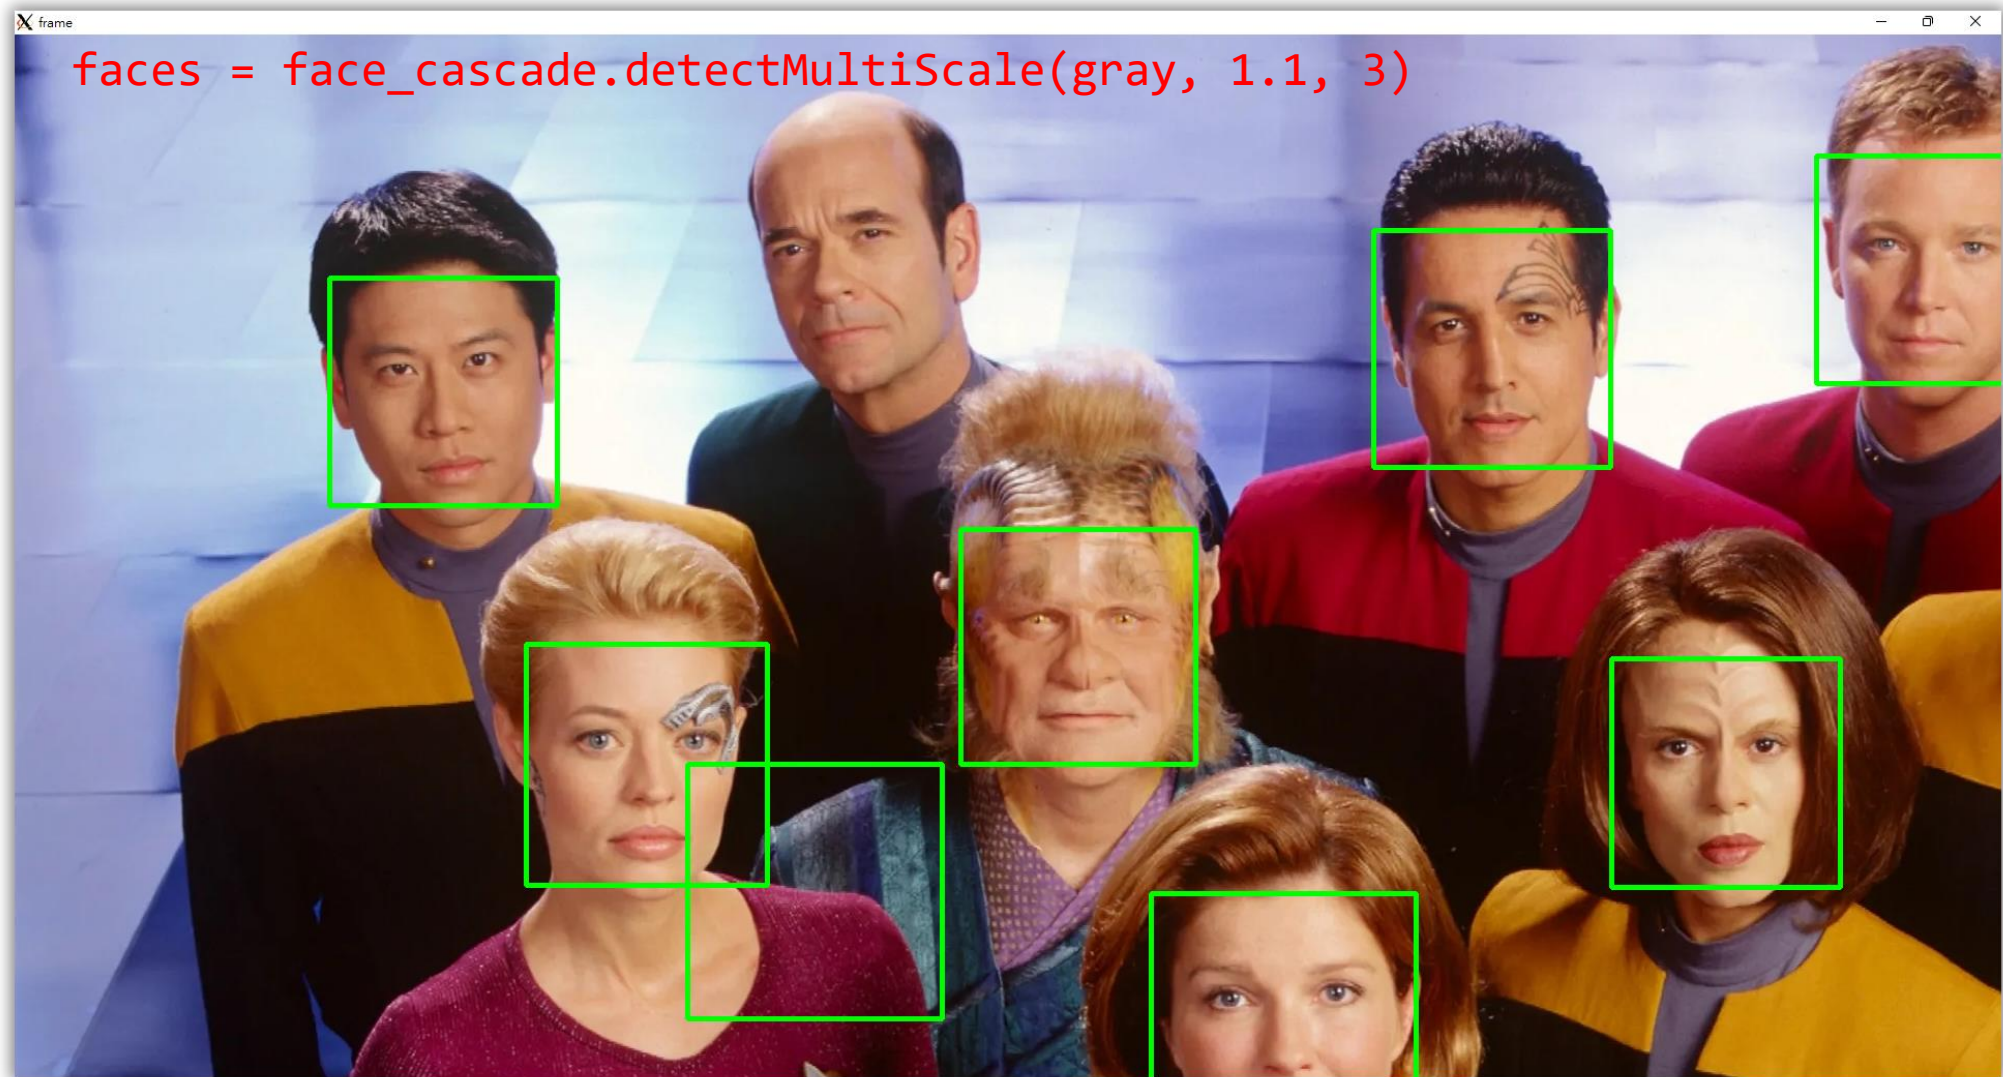 frame
faces = face_cascade.detectMultiScale(gray, 1.1, 3)